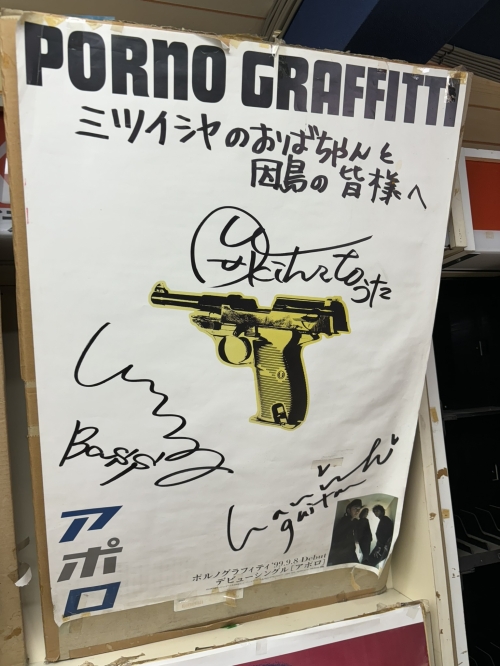 PORNO GRAFFITTI
ミツイシヤのおばちゃんと
因島の皆様へ
うた
Bass
guitar
アポロ
ポルノグラフィティ'99.9.8.Debut
デビューシングル「アポロ」